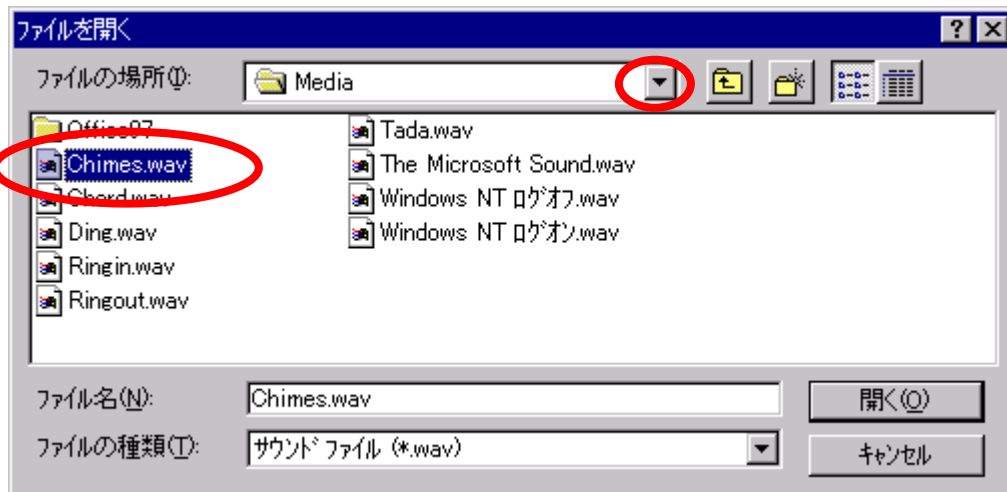 ファイルを開く
ファイルの場所(I):
Media
Office97
Chimes.wav
Chord.wav
Ding.wav
Ringin.wav
Ringout.wav
Tada.wav
The Microsoft Sound.wav
Windows NT ログオフ.wav
Windows NT ログオン.wav
ファイル名(N):
Chimes.wav
開く(O)
ファイルの種類(T):
サウンド ファイル (*.wav)
キャンセル